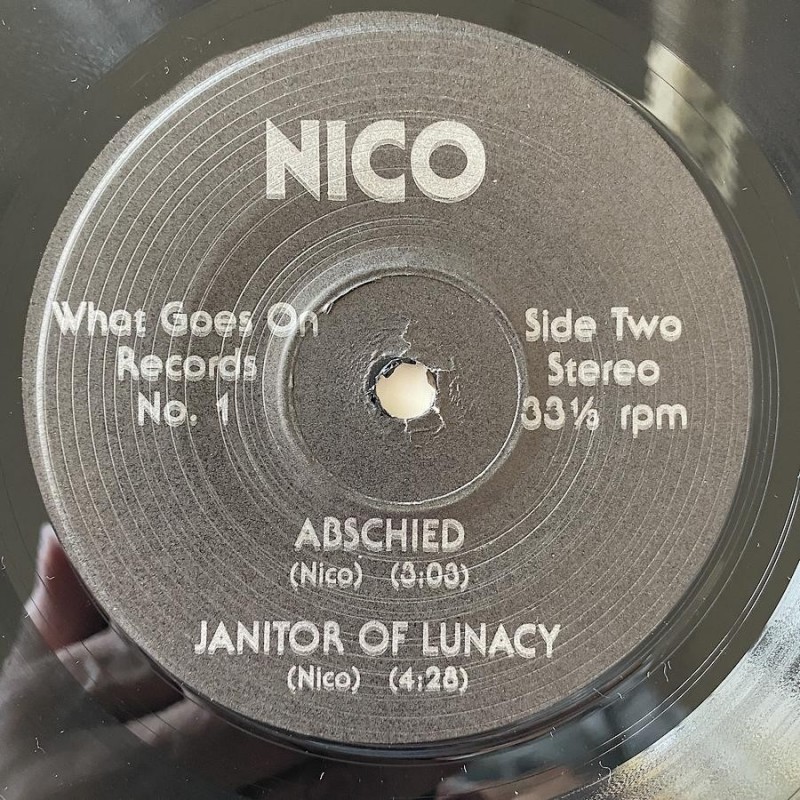 NICO
What Goes On
Records
No. 1
Side Two
Stereo
33⅓ rpm
ABSCHIED
(Nico) (3:03)
JANITOR OF LUNACY
(Nico) (4:28)